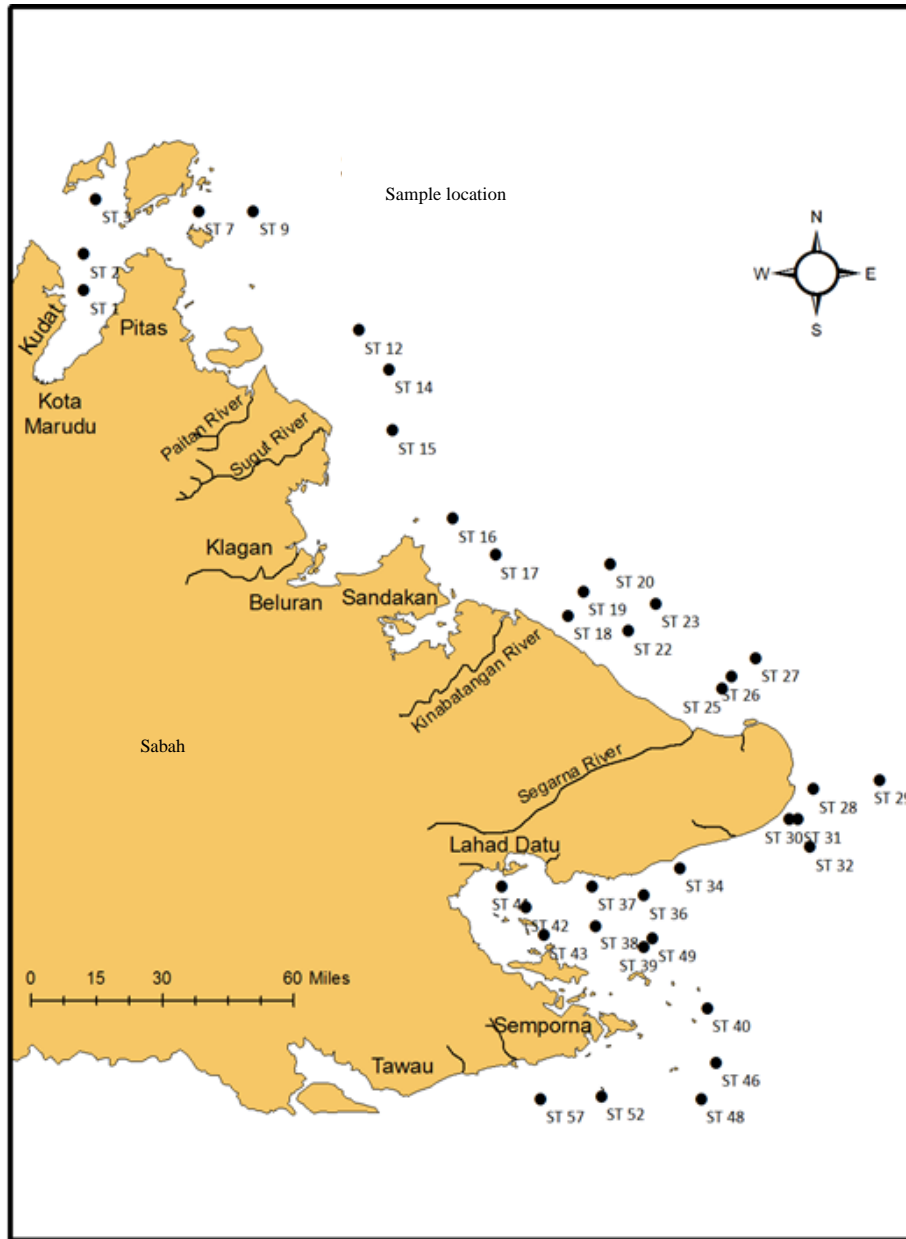 Sample location
N
W
E
S
ST 3
ST 7
ST 9
ST 2
ST 1
Kudat
Pitas
ST 12
ST 14
Kota
Marudu
Paitan River
Sugut River
ST 15
ST 16
Klagan
ST 17
ST 20
Beluran
Sandakan
ST 19
ST 23
ST 18
ST 22
Kinabatangan River
ST 27
ST 26
ST 25
Sabah
Segarna River
ST 28
ST 29
ST 30
ST 31
ST 32
Lahad Datu
ST 34
ST 41
ST 37
ST 36
ST 42
ST 38
ST 43
ST 39
ST 49
0 15 30 60 Miles
ST 40
Semporna
Tawau
ST 46
ST 57
ST 52
ST 48